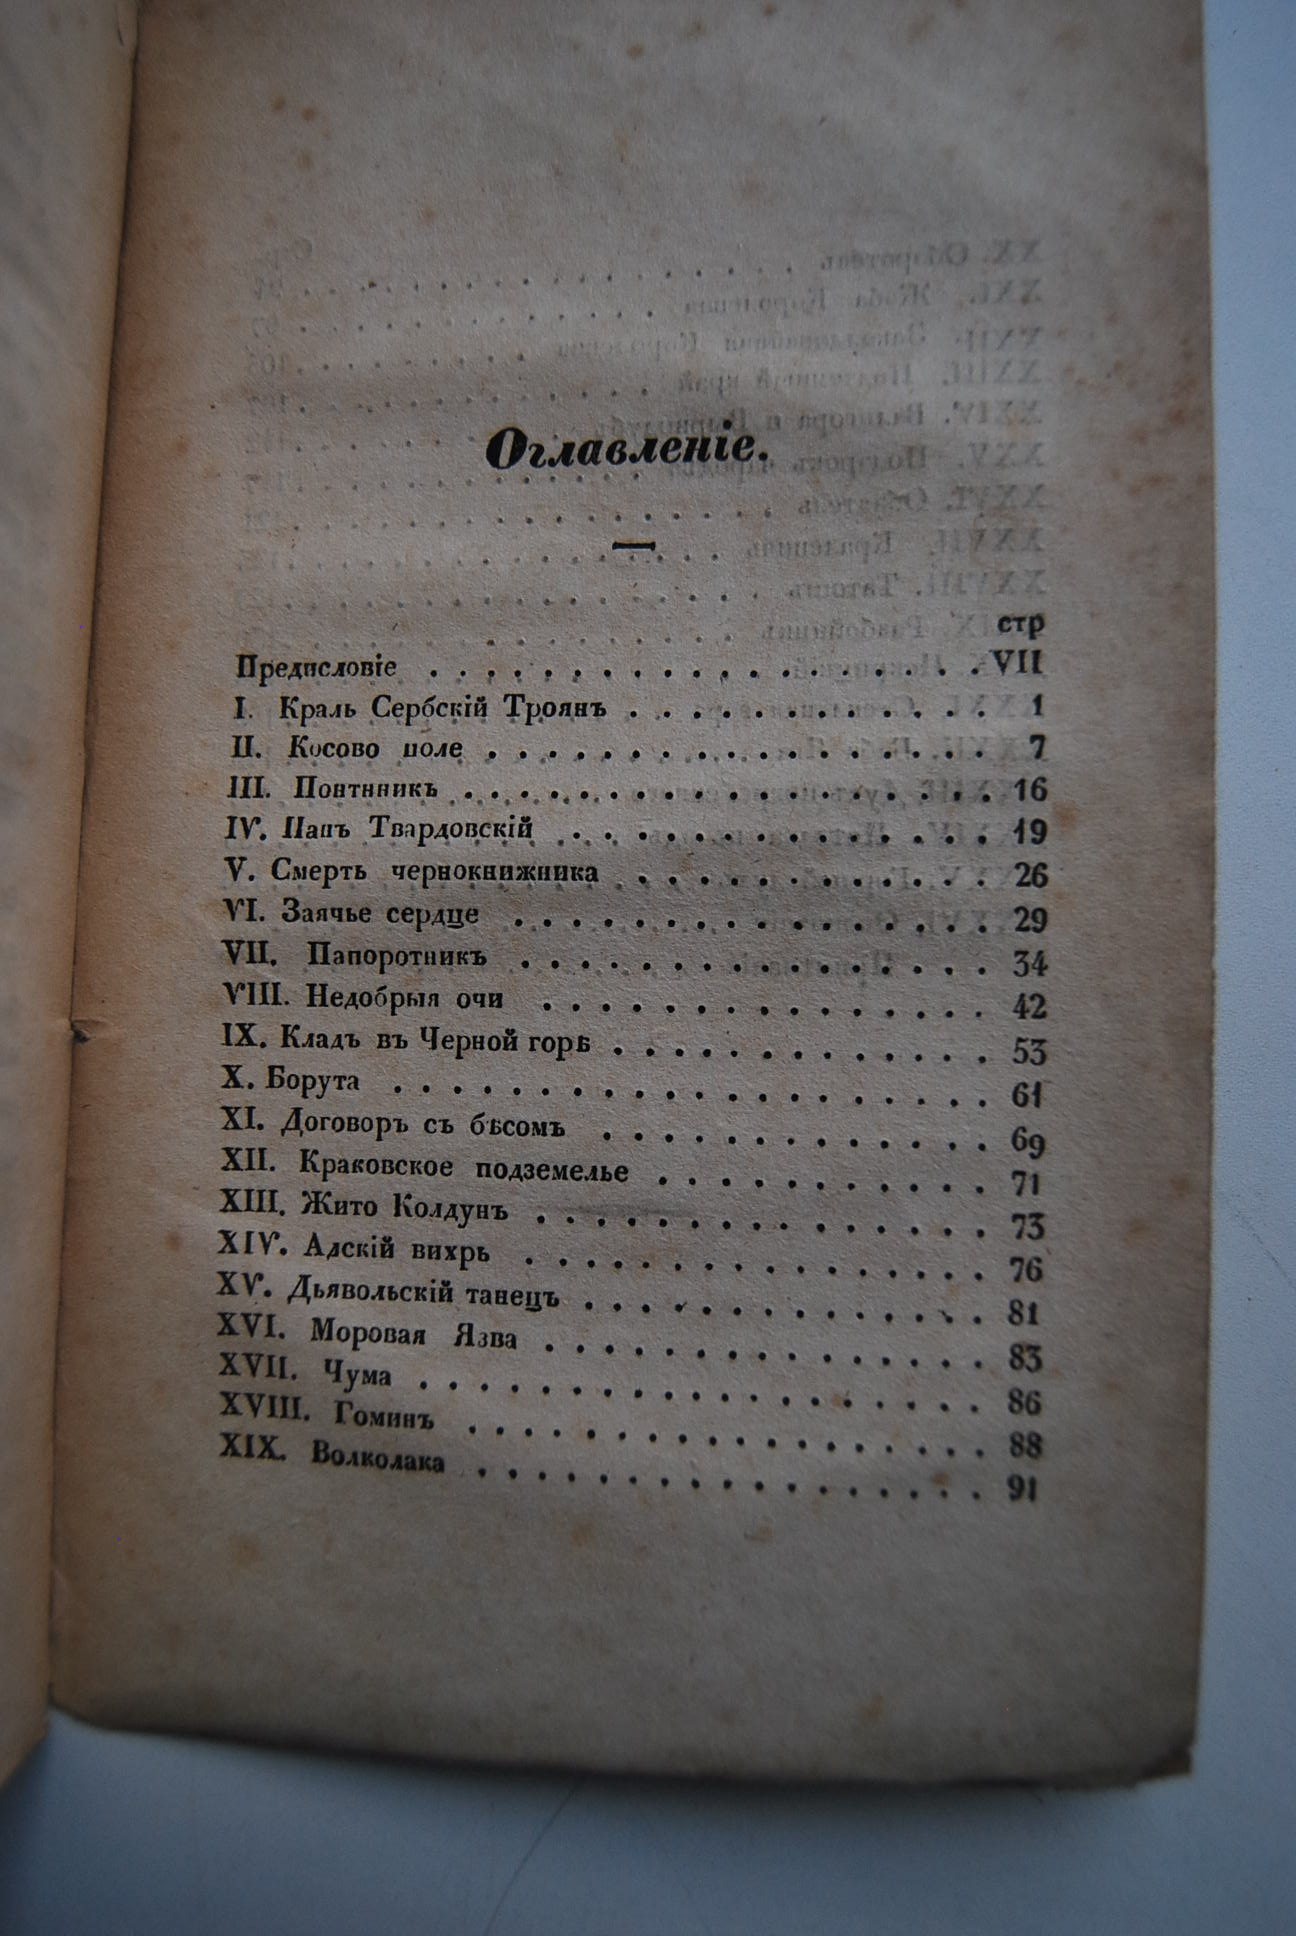 Оглавленіе.
стр
Предисловіе . . . . . . . . . . . . . . . . . . . VII
I. Краль Сербскій Троянъ . . . . . . . . . . . . . 1
II. Косово поле . . . . . . . . . . . . . . . . . 7
III. Понтнникъ . . . . . . . . . . . . . . . . . . 16
IV. Панъ Твардовскій . . . . . . . . . . . . . . . 19
V. Смерть чернокнижника . . . . . . . . . . . . 26
VI. Заячье сердце . . . . . . . . . . . . . . . . 29
VII. Папоротникъ . . . . . . . . . . . . . . . . 34
VIII. Недобрыя очи . . . . . . . . . . . . . . . 42
IX. Кладъ въ Черной горѣ . . . . . . . . . . . . . 53
X. Борута . . . . . . . . . . . . . . . . . . . . 61
XI. Договоръ съ бѣсомъ . . . . . . . . . . . . . 69
XII. Краковское подземелье . . . . . . . . . . . 71
XIII. Жито Колдунъ . . . . . . . . . . . . . . . 73
XIV. Адскій вихрь . . . . . . . . . . . . . . . . 76
XV. Дьявольскій танецъ . . . . . . . . . . . . . . 81
XVI. Моровая Язва . . . . . . . . . . . . . . . 83
XVII. Чума . . . . . . . . . . . . . . . . . . . 86
XVIII. Гоминъ . . . . . . . . . . . . . . . . . . 88
XIX. Волколака . . . . . . . . . . . . . . . . . 91